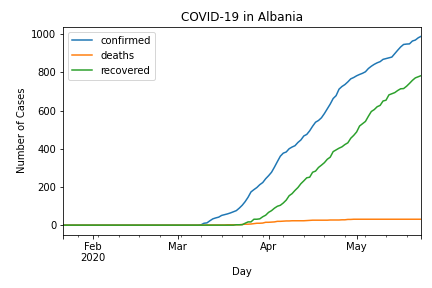 COVID-19 in Albania
confirmed
deaths
recovered
Number of Cases
1000
800
600
400
200
0
Feb
2020
Mar
Apr
May
Day